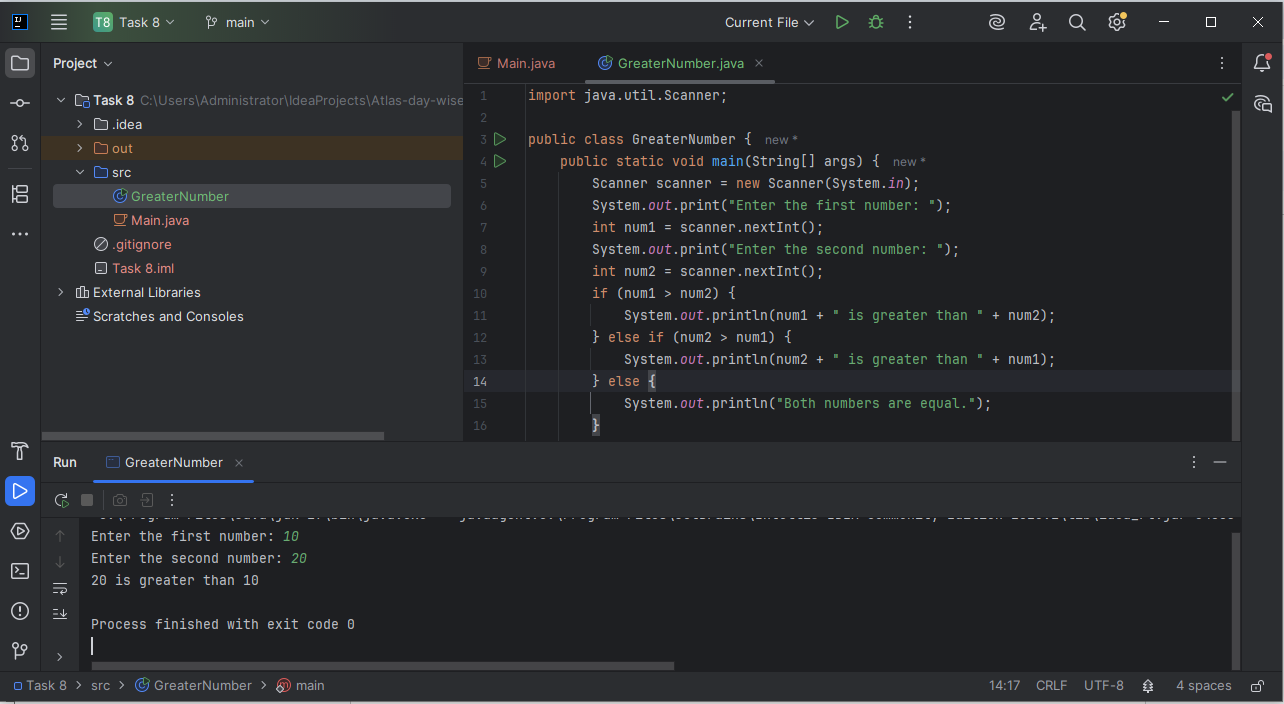 T8 Task 8 main Current File
Project
Main.java GreaterNumber.java
Task 8 C:\Users\Administrator\IdeaProjects\Atlas-day-wise
.idea
out
src
GreaterNumber
Main.java
.gitignore
Task 8.iml
External Libraries
Scratches and Consoles
1 import java.util.Scanner;
2
3 public class GreaterNumber { new *
4 public static void main(String[] args) { new *
5 Scanner scanner = new Scanner(System.in);
6 System.out.print("Enter the first number: ");
7 int num1 = scanner.nextInt();
8 System.out.print("Enter the second number: ");
9 int num2 = scanner.nextInt();
10 if (num1 > num2) {
11 System.out.println(num1 + " is greater than " + num2);
12 } else if (num2 > num1) {
13 System.out.println(num2 + " is greater than " + num1);
14 } else {
15 System.out.println("Both numbers are equal.");
16 }
Run GreaterNumber
Enter the first number: 10
Enter the second number: 20
20 is greater than 10
Process finished with exit code 0
Task 8 > src > GreaterNumber > main 14:17 CRLF UTF-8 4 spaces